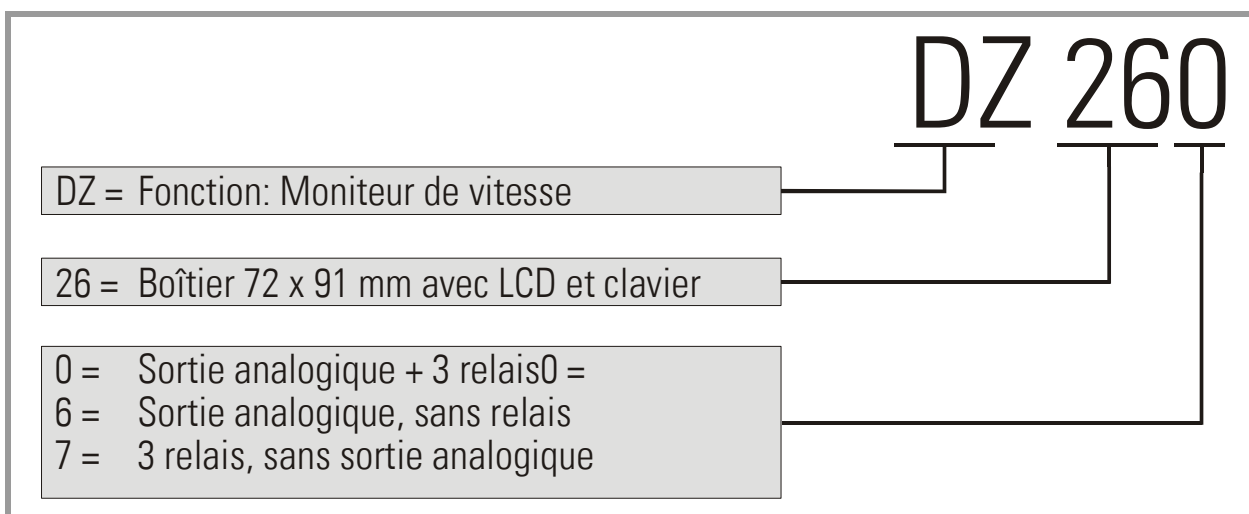 DZ 260
DZ = Fonction: Moniteur de vitesse
26 = Boîtier 72 x 91 mm avec LCD et clavier
0 = Sortie analogique + 3 relais0 =
6 = Sortie analogique, sans relais
7 = 3 relais, sans sortie analogique